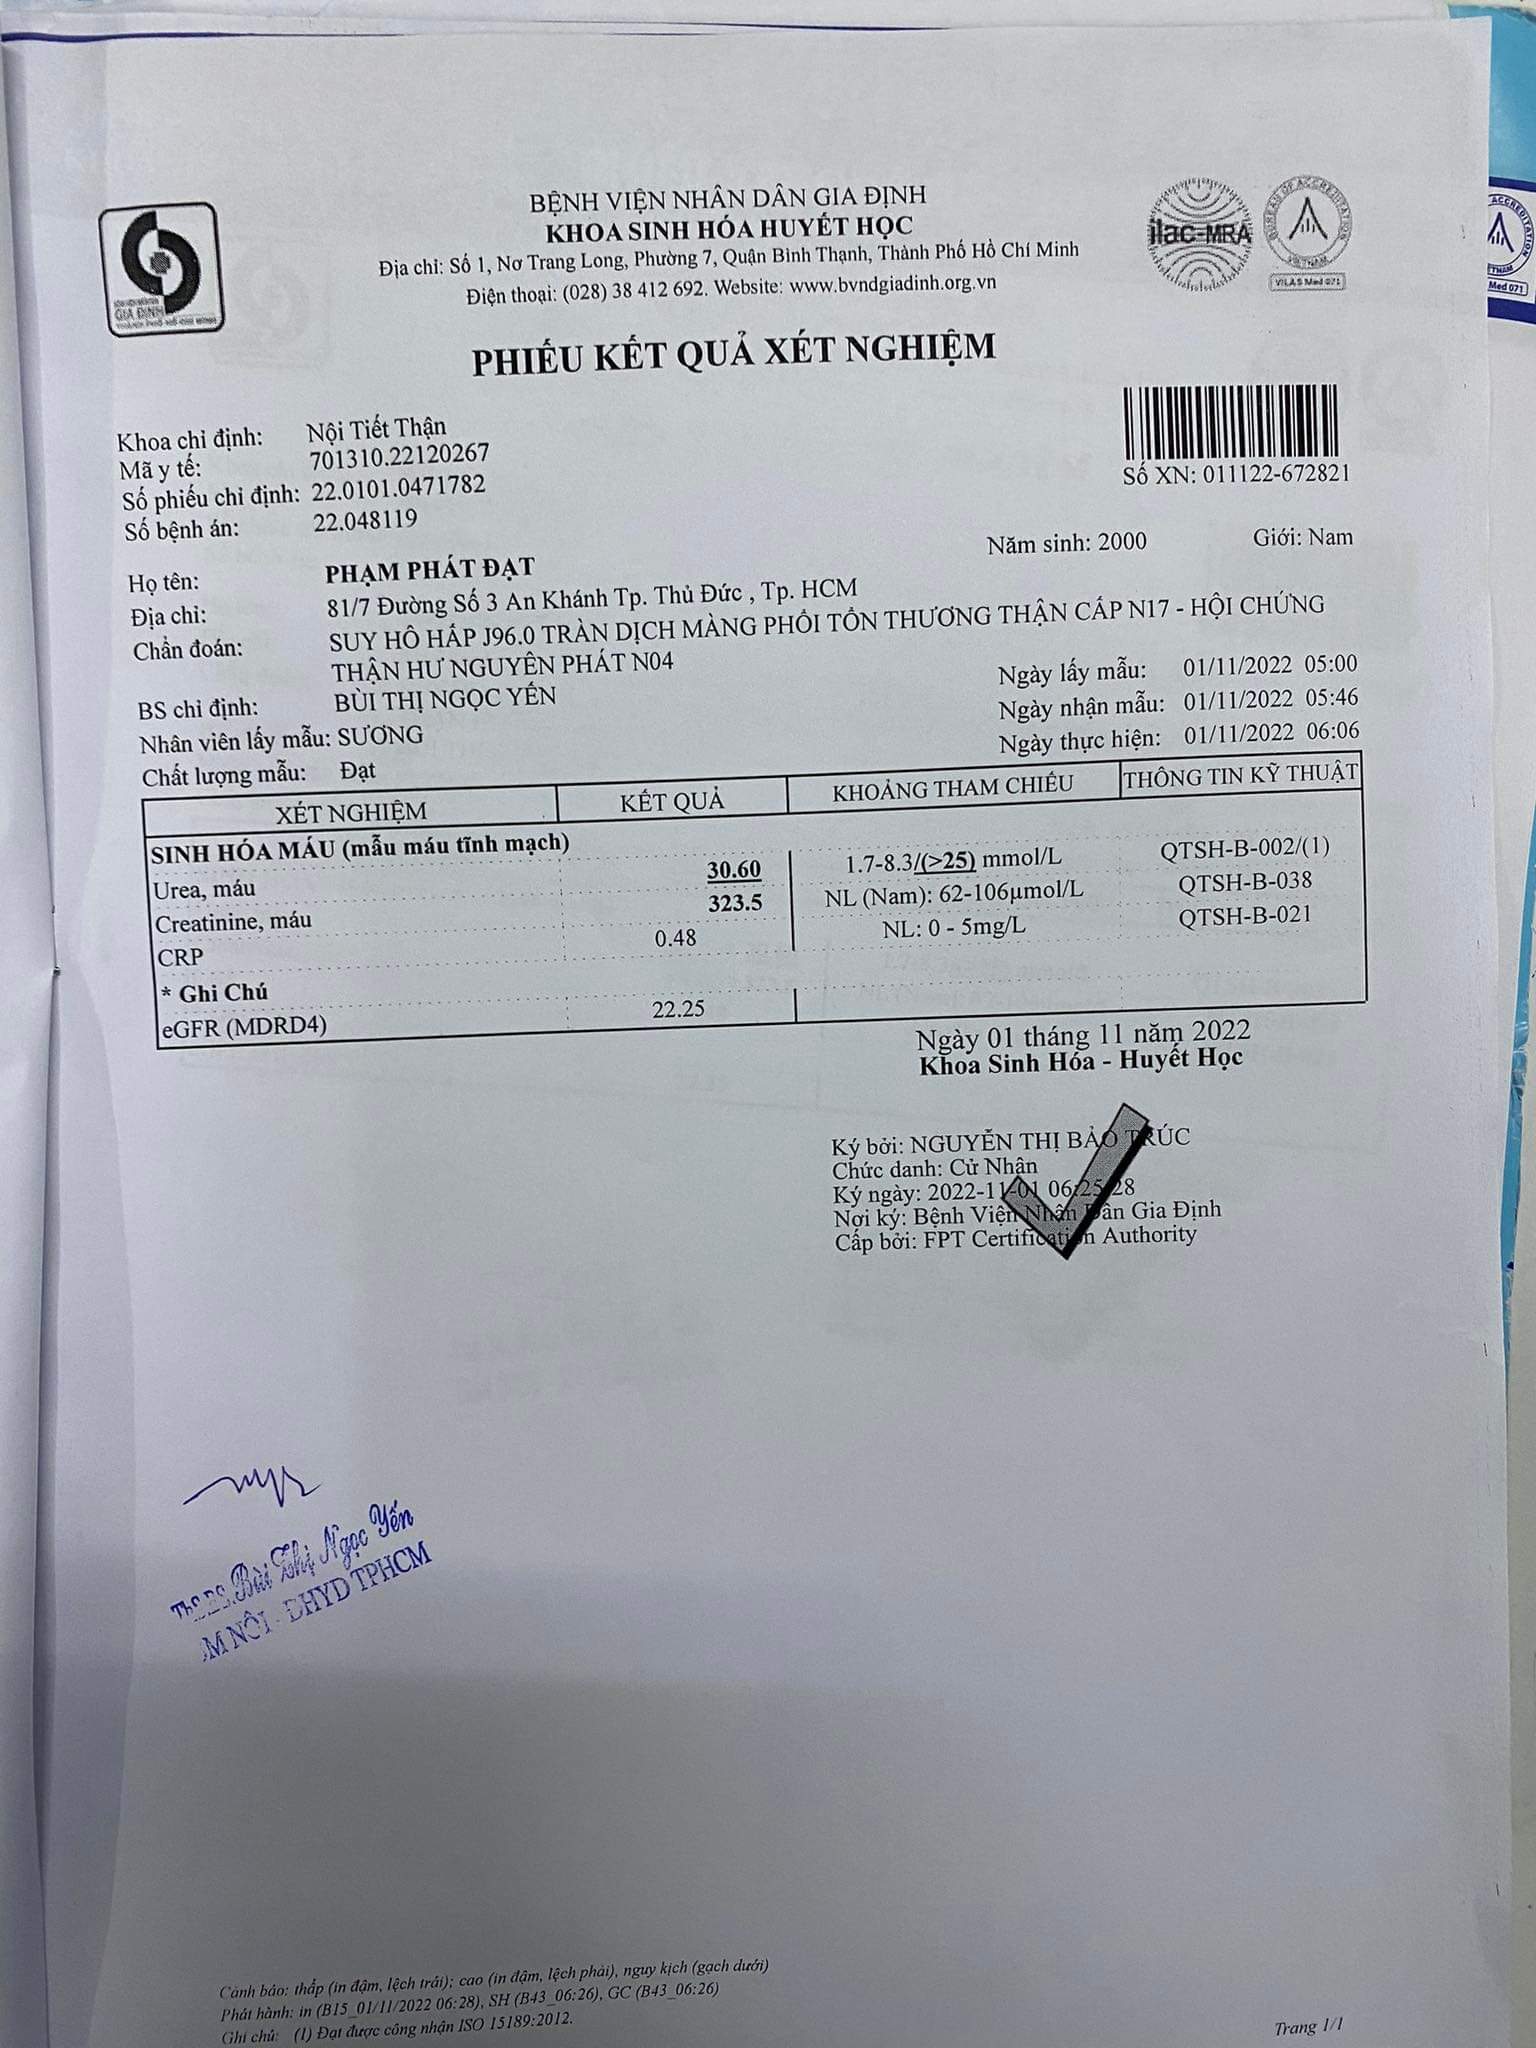 BỆNH VIỆN NHÂN DÂN GIA ĐỊNH
KHOA SINH HÓA HUYẾT HỌC
Địa chỉ: Số 1, Nơ Trang Long, Phường 7, Quận Bình Thạnh, Thành Phố Hồ Chí Minh
Điện thoại: (028) 38 412 692. Website: www.bvndgiadinh.org.vn
GIA ĐỊNH
ilac-MRA
BUREAU OF ACCREDITATION
VIETNAM
VILAS Med 071
ACCREDITATION
Med 071
PHIẾU KẾT QUẢ XÉT NGHIỆM
Khoa chỉ định: Nội Tiết Thận
Mã y tế: 701310.22120267
Số phiếu chỉ định: 22.0101.0471782
Số bệnh án: 22.048119
Số XN: 011122-672821
Họ tên: PHẠM PHÁT ĐẠT Năm sinh: 2000 Giới: Nam
Địa chỉ: 81/7 Đường Số 3 An Khánh Tp. Thủ Đức , Tp. HCM
Chẩn đoán: SUY HÔ HẤP J96.0 TRÀN DỊCH MÀNG PHỔI TỔN THƯƠNG THẬN CẤP N17 - HỘI CHỨNG
THẬN HƯ NGUYÊN PHÁT N04
BS chỉ định: BÙI THỊ NGỌC YẾN Ngày lấy mẫu: 01/11/2022 05:00
Nhân viên lấy mẫu: SƯƠNG Ngày nhận mẫu: 01/11/2022 05:46
Chất lượng mẫu: Đạt Ngày thực hiện: 01/11/2022 06:06
XÉT NGHIỆM KẾT QUẢ KHOẢNG THAM CHIẾU THÔNG TIN KỸ THUẬT
SINH HÓA MÁU (mẫu máu tĩnh mạch)
Urea, máu 30.60 1.7-8.3/(>25) mmol/L QTSH-B-002/(1)
Creatinine, máu 323.5 NL (Nam): 62-106µmol/L QTSH-B-038
CRP 0.48 NL: 0 - 5mg/L QTSH-B-021
* Ghi Chú
eGFR (MDRD4) 22.25
Ngày 01 tháng 11 năm 2022
Khoa Sinh Hóa - Huyết Học
Ký bởi: NGUYỄN THỊ BẢO TRÚC
Chức danh: Cử Nhân
Ký ngày: 2022-11-01 06:25:28
Nơi ký: Bệnh Viện Nhân Dân Gia Định
Cấp bởi: FPT Certification Authority
ThS.BS. Bùi Thị Ngọc Yến
BM NỘI - ĐHYD TPHCM
Cảnh báo: thấp (in đậm, lệch trái); cao (in đậm, lệch phải), nguy kịch (gạch dưới)
Phát hành: in (B15_01/11/2022 06:28), SH (B43_06:26), GC (B43_06:26)
Ghi chú: (1) Đạt được công nhận ISO 15189:2012.
Trang 1/1